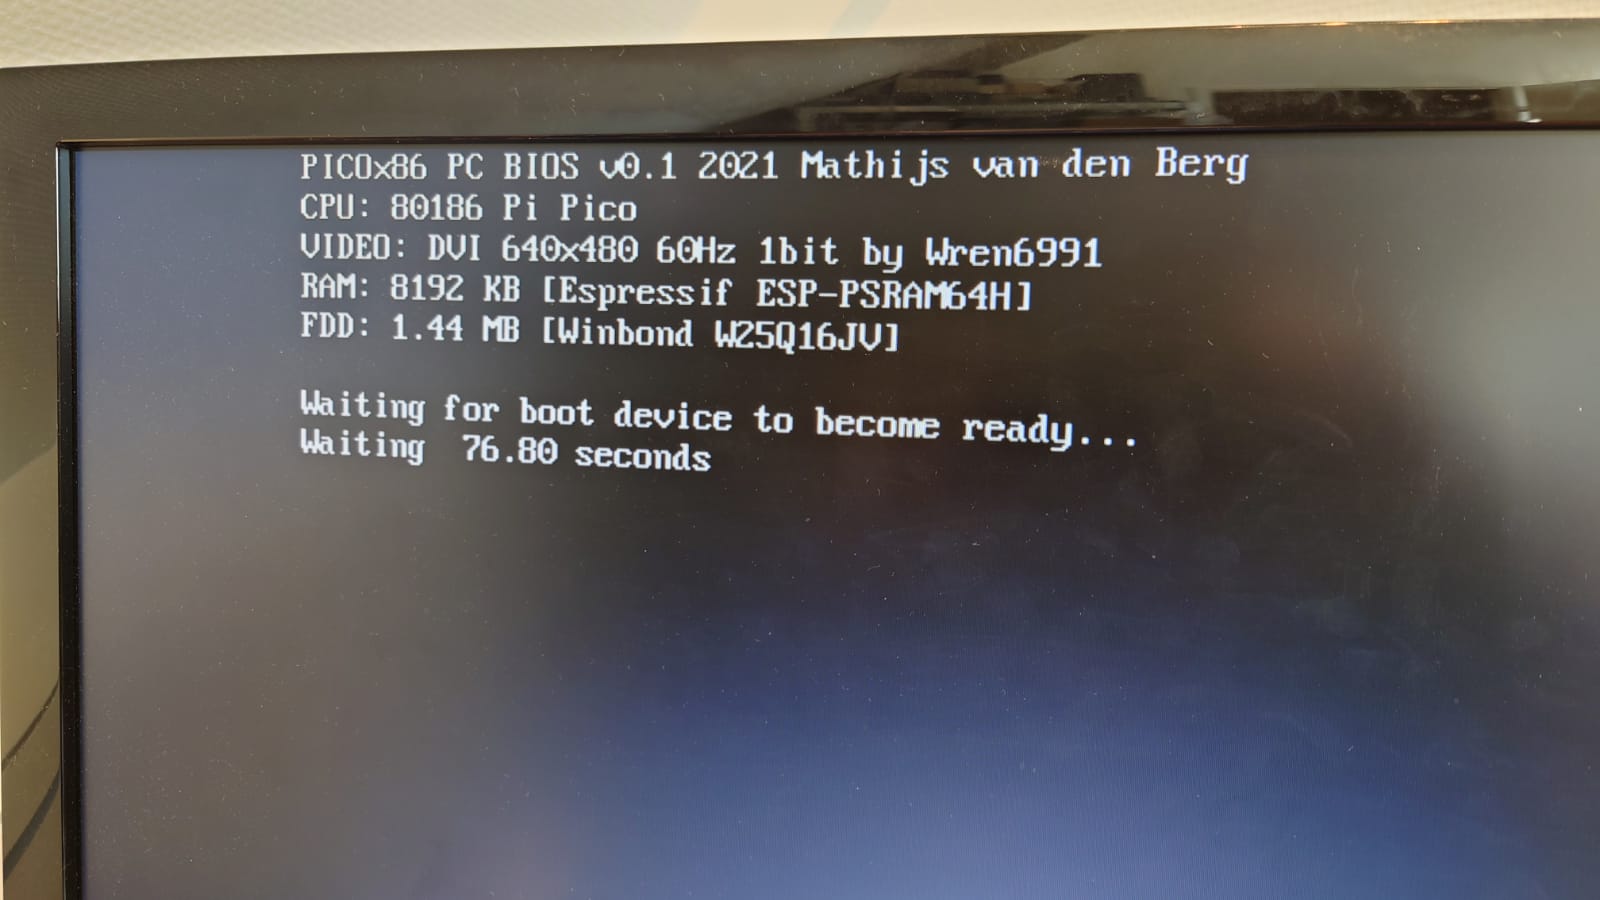 PICOx86 PC BIOS v0.1 2021 Mathijs van den Berg
CPU: 80186 Pi Pico
VIDEO: DVI 640x480 60Hz 1bit by Wren6991
RAM: 8192 KB [Espressif ESP-PSRAM64H]
FDD: 1.44 MB [Winbond W25Q16JV]
Waiting for boot device to become ready...
Waiting  76.80 seconds